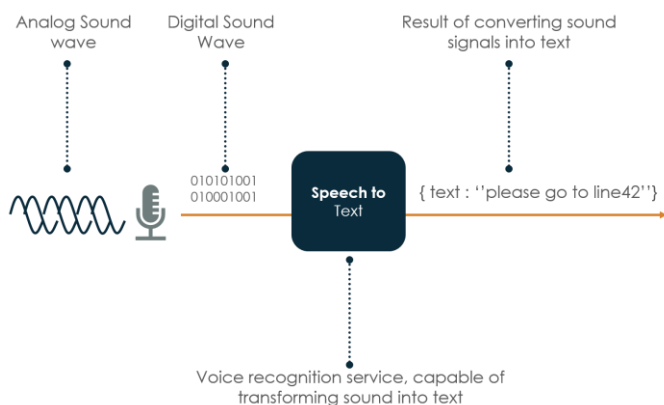 Analog Sound
wave
Digital Sound
Wave
Result of converting sound
signals into text
010101001
010001001
Speech to
Text
{ text : ‘’please go to line42’’}
Voice recognition service, capable of
transforming sound into text